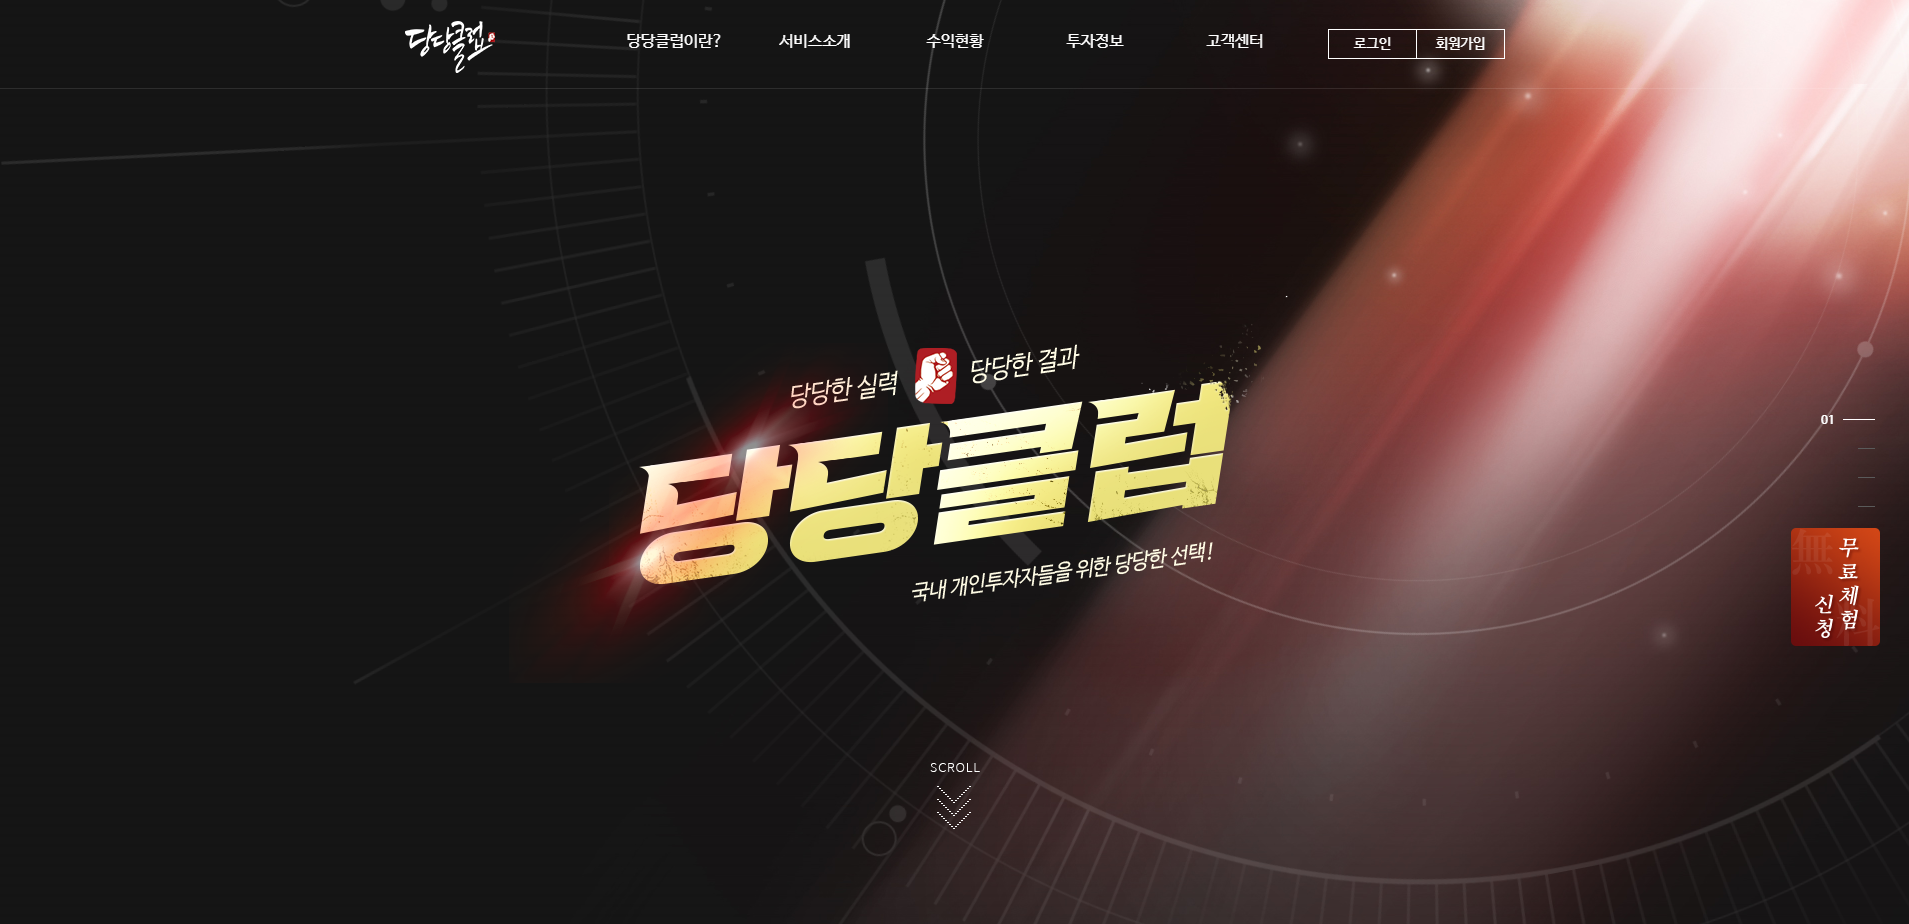 당당클럽
당당클럽이란?
서비스소개
수익현황
투자정보
고객센터
로그인
회원가입
당당한 실력
당당한 결과
당당클럽
국내 개인투자자들을 위한 당당한 선택!
01
無料
무료체험
신청
SCROLL